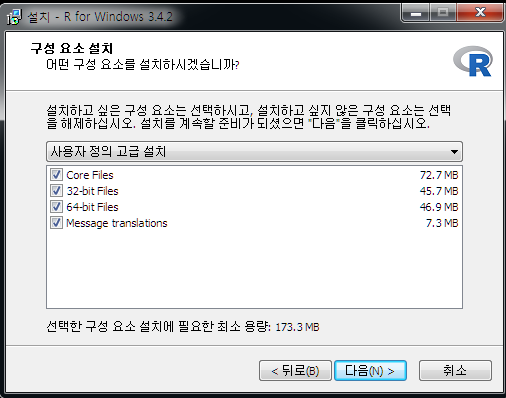 설치 - R for Windows 3.4.2
구성 요소 설치
어떤 구성 요소를 설치하시겠습니까?
R
설치하고 싶은 구성 요소는 선택하시고, 설치하고 싶지 않은 구성 요소는 선택
을 해제하십시오. 설치를 계속할 준비가 되셨으면 "다음"을 클릭하십시오.
사용자 정의 고급 설치
Core Files 72.7 MB
32-bit Files 45.7 MB
64-bit Files 46.9 MB
Message translations 7.3 MB
선택한 구성 요소 설치에 필요한 최소 용량: 173.3 MB
< 뒤로(B) 다음(N) > 취소